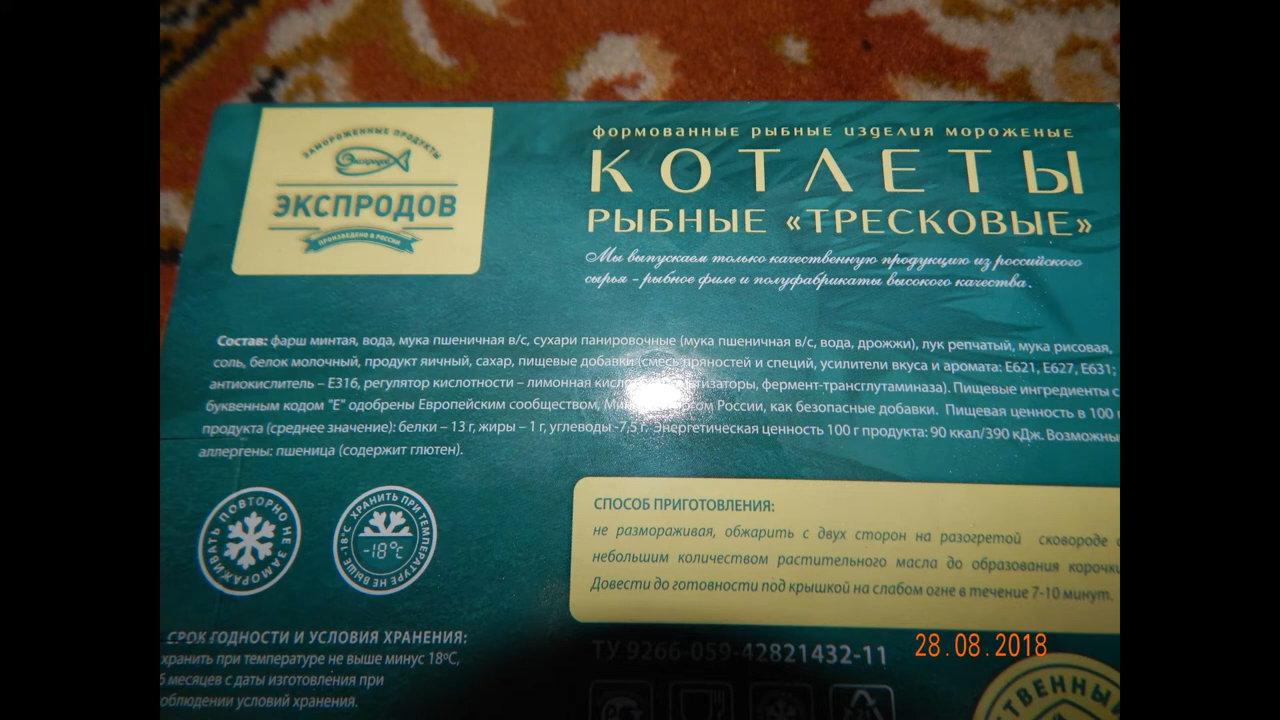 ЗАМОРОЖЕННЫЕ ПРОДУКТЫ
Экспродов
ЭКСПРОДОВ
ПРОИЗВЕДЕНО В РОССИИ
формованные рыбные изделия мороженые
КОТЛЕТЫ
РЫБНЫЕ «ТРЕСКОВЫЕ»
Мы выпускаем только качественную продукцию из российского
сырья – рыбное филе и полуфабрикаты высокого качества.
Состав: фарш минтая, вода, мука пшеничная в/с, сухари панировочные (мука пшеничная в/с, вода, дрожжи), лук репчатый, мука рисовая,
соль, белок молочный, продукт яичный, сахар, пищевые добавки (смесь пряностей и специй, усилители вкуса и аромата: Е621, Е627, Е631;
антиокислитель – Е316, регулятор кислотности – лимонная кисло фермент-трансглутаминаза). Пищевые ингредиенты с
буквенным кодом "Е" одобрены Европейским сообществом, России, как безопасные добавки. Пищевая ценность в 100 г
продукта (среднее значение): белки – 13 г, жиры – 1 г, углеводы -7,5 г. Энергетическая ценность 100 г продукта: 90 ккал/390 кДж. Возможны
аллергены: пшеница (содержит глютен).
ПОВТОРНО НЕ ЗАМОРАЖИВАТЬ
ХРАНИТЬ ПРИ ТЕМПЕРАТУРЕ НЕ ВЫШЕ -18°С
-18°c
СПОСОБ ПРИГОТОВЛЕНИЯ:
не размораживая, обжарить с двух сторон на разогретой сковороде с
небольшим количеством растительного масла до образования корочки
Довести до готовности под крышкой на слабом огне в течение 7-10 минут.
СРОК ГОДНОСТИ И УСЛОВИЯ ХРАНЕНИЯ:
хранить при температуре не выше минус 18ºС,
6 месяцев с даты изготовления при
облюдении условий хранения.
ТУ 9266-059-42821432-11
28.08.2018
СТВЕННЫЙ